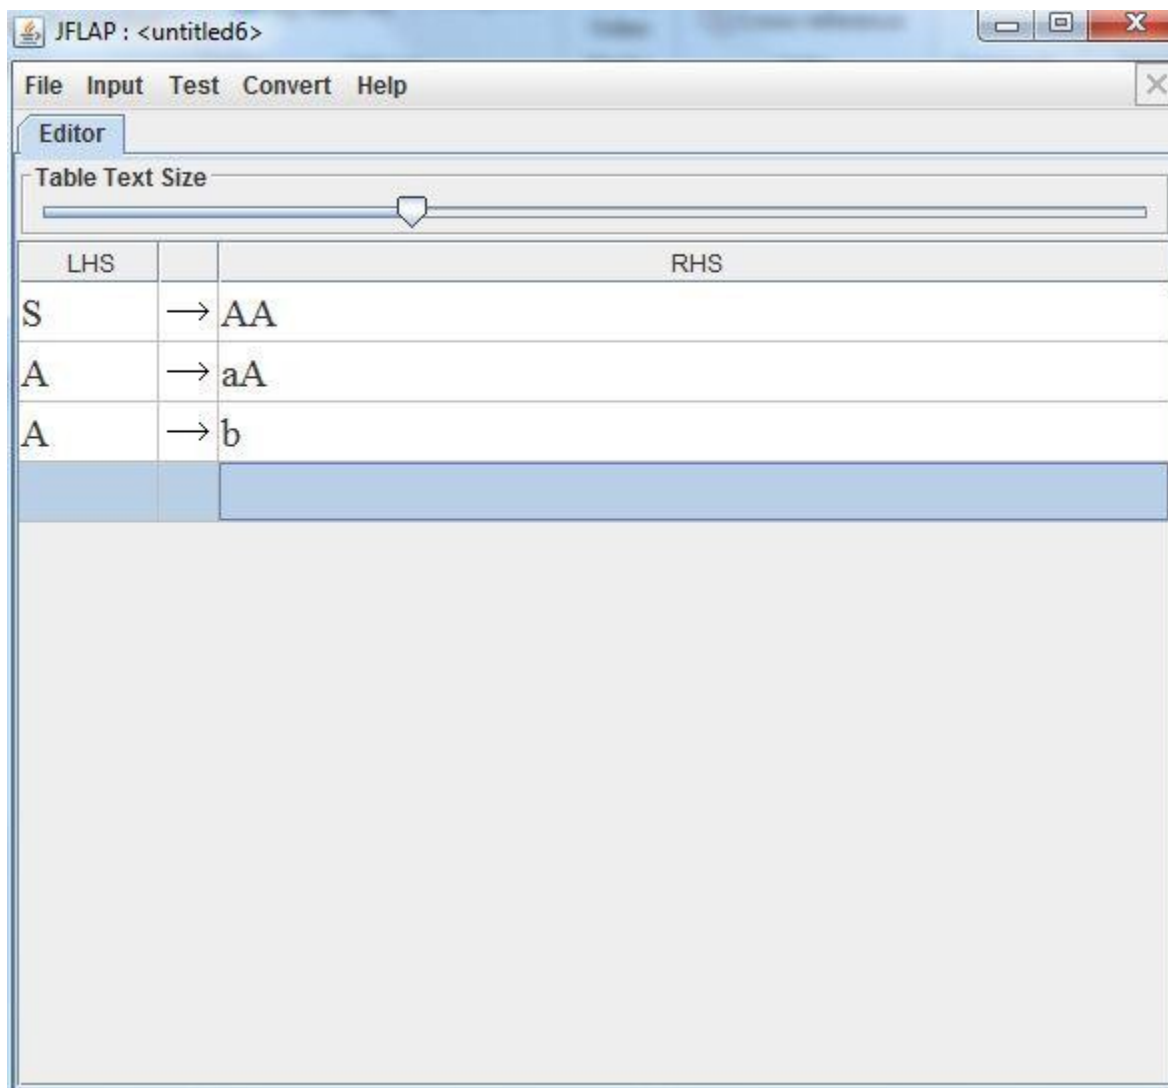 JFLAP : <untitled6>
File Input Test Convert Help
Editor
Table Text Size
LHS RHS
S → AA
A → aA
A → b